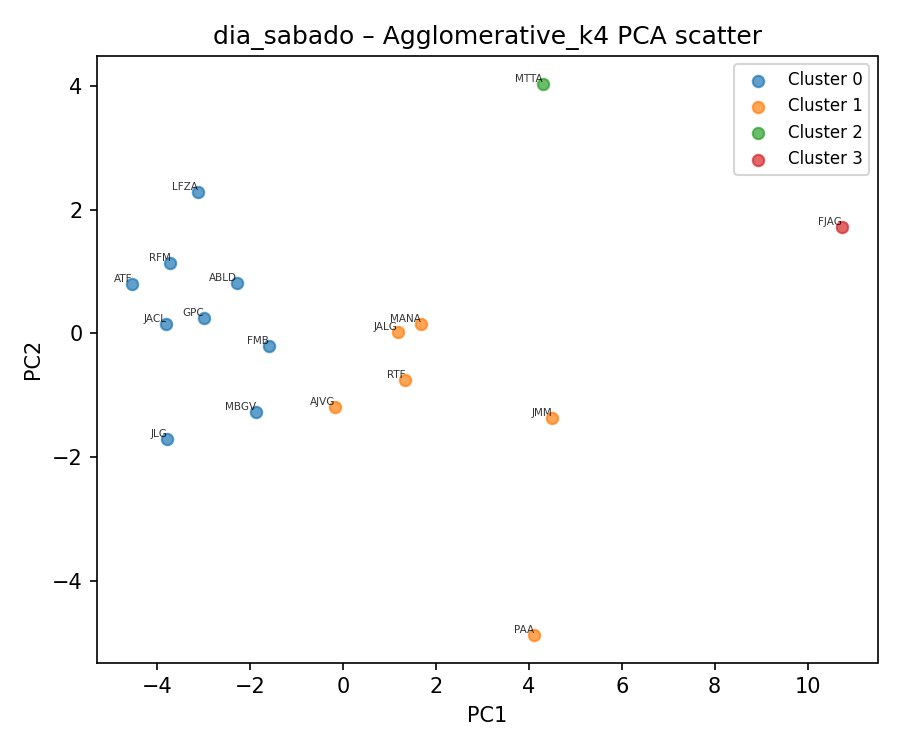 dia_sabado – Agglomerative_k4 PCA scatter
Cluster 0
Cluster 1
Cluster 2
Cluster 3
MTTA
LFZA
FJAG
RFM
ATF
ABLD
GPC
JACL
MANA
JALG
FMB
RTF
AJVG
MBGV
JMM
JLG
PAA
4
2
0
−2
−4
PC2
−4 −2 0 2 4 6 8 10
PC1